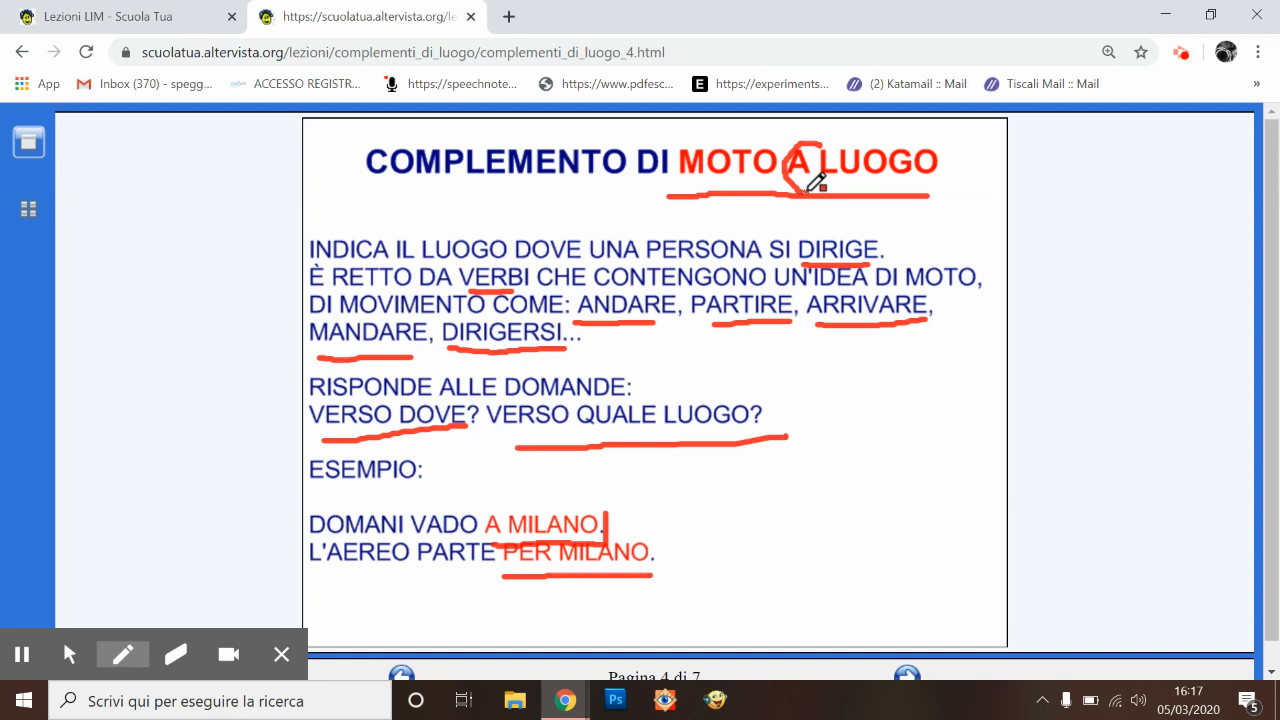 Lezioni LIM - Scuola Tua
https://scuolatua.altervista.org/le
scuolatua.altervista.org/lezioni/complementi_di_luogo/complementi_di_luogo_4.html
App
Inbox (370) - spegg...
ACCESSO REGISTR...
https://speechnote...
https://www.pdfesc...
E
https://experiments...
(2) Katamail :: Mail
Tiscali Mail :: Mail
»
COMPLEMENTO DI MOTO A LUOGO
INDICA IL LUOGO DOVE UNA PERSONA SI DIRIGE.
È RETTO DA VERBI CHE CONTENGONO UN'IDEA DI MOTO,
DI MOVIMENTO COME: ANDARE, PARTIRE, ARRIVARE,
MANDARE, DIRIGERSI...
RISPONDE ALLE DOMANDE:
VERSO DOVE? VERSO QUALE LUOGO?
ESEMPIO:
DOMANI VADO A MILANO.
L'AEREO PARTE PER MILANO.
Pagina 4 di 7
Scrivi qui per eseguire la ricerca
Ps
16:17
05/03/2020
5